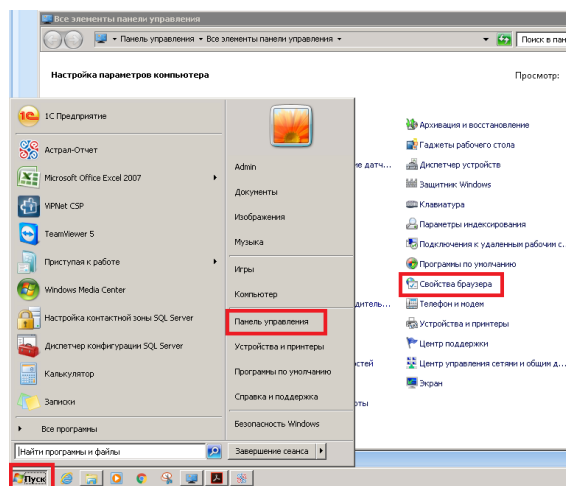 Все элементы панели управления
Панель управления ▾ Все элементы панели управления ▾
Поиск в пан
Настройка параметров компьютера
Просмотр:
1С Предприятие
Астрал-Отчет
Microsoft Office Excel 2007
ViPNet CSP
TeamViewer 5
Приступая к работе
Windows Media Center
Настройка контактной зоны SQL Server
Диспетчер конфигурации SQL Server
Калькулятор
Записки
Все программы
Найти программы и файлы
Admin
Документы
Изображения
Музыка
Игры
Компьютер
Панель управления
Устройства и принтеры
Программы по умолчанию
Справка и поддержка
Безопасность Windows
Завершение сеанса
ие датч...
дитель...
остей
оты
Архивация и восстановление
Гаджеты рабочего стола
Диспетчер устройств
Защитник Windows
Клавиатура
Параметры индексирования
Подключения к удаленным рабочим с...
Программы по умолчанию
Свойства браузера
Телефон и модем
Устройства и принтеры
Центр поддержки
Центр управления сетями и общим д...
Экран
Пуск